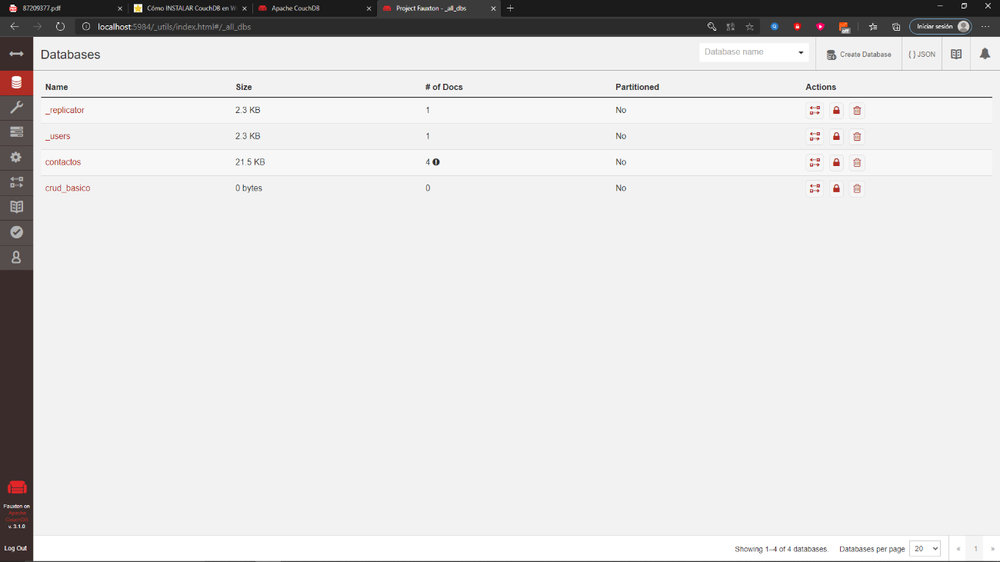 87209377.pdf
Cómo INSTALAR CouchDB en W
Apache CouchDB
Project Fauxton - _all_dbs
localhost:5984/_utils/index.html#/_all_dbs
off
Iniciar sesión
Databases
Database name
Create Database
{ } JSON
Name Size # of Docs Partitioned Actions
_replicator 2.3 KB 1 No
_users 2.3 KB 1 No
contactos 21.5 KB 4 No
crud_basico 0 bytes 0 No
Fauxton on
Apache
CouchDB
v. 3.1.0
Log Out
Showing 1–4 of 4 databases. Databases per page 20 « 1 »